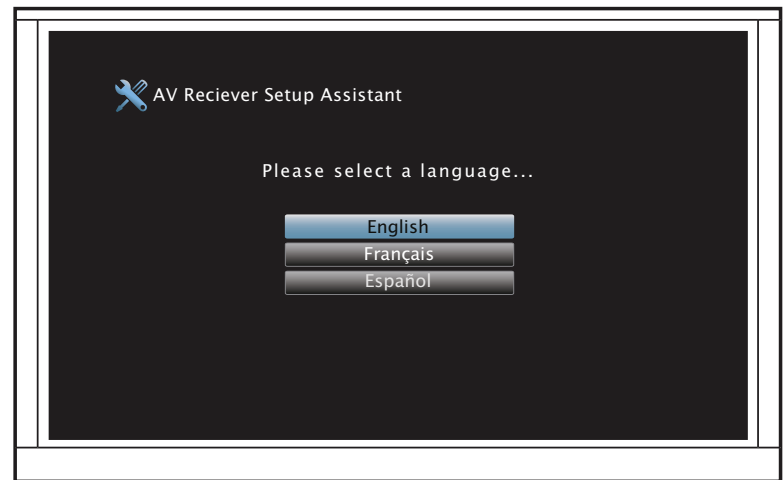 AV Reciever Setup Assistant
Please select a language...
English
Français
Español